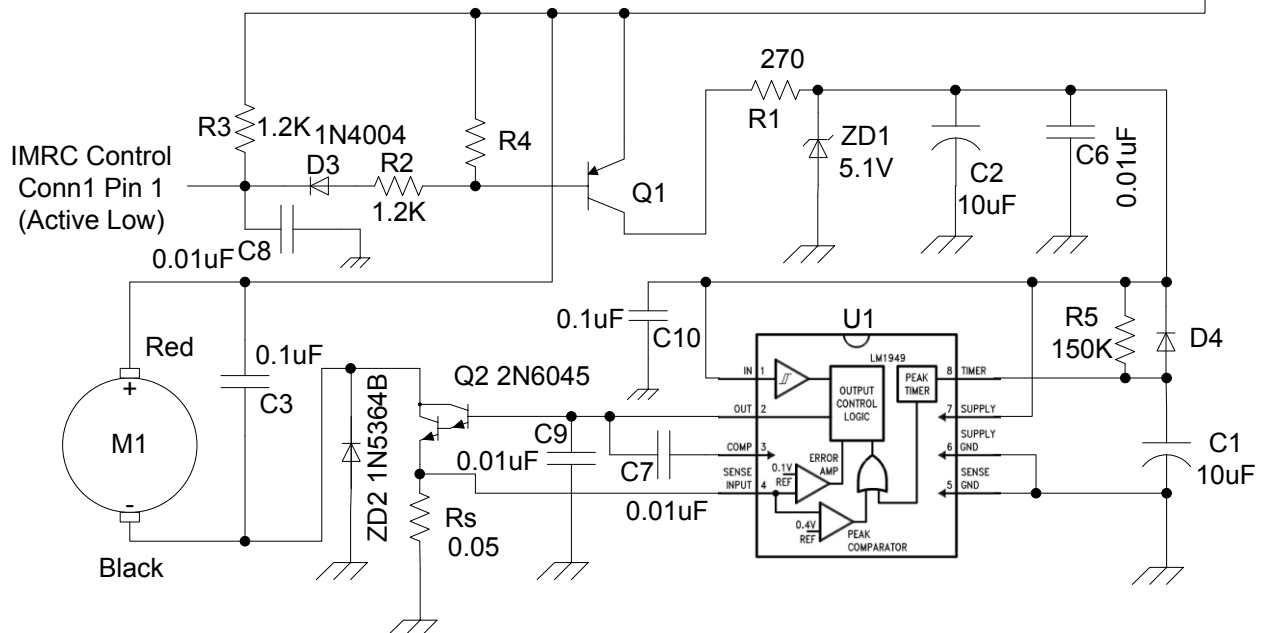 270
R1
R3
1.2K
1N4004
D3
R2
1.2K
R4
Q1
ZD1
5.1V
C2
10uF
C6
0.01uF
IMRC Control
Conn1 Pin 1
(Active Low)
C8
0.01uF
Red
0.1uF
C3
+
M1
-
Black
ZD2 1N5364B
Q2 2N6045
Rs
0.05
C9
0.01uF
C7
0.01uF
0.1uF
C10
U1
LM1949
IN 1
OUT 2
COMP 3
SENSE
INPUT 4
OUTPUT
CONTROL
LOGIC
PEAK
TIMER
8 TIMER
7 SUPPLY
SUPPLY
6 GND
SENSE
5 GND
0.1V
REF
ERROR
AMP
0.4V
REF
PEAK
COMPARATOR
R5
150K
D4
C1
10uF